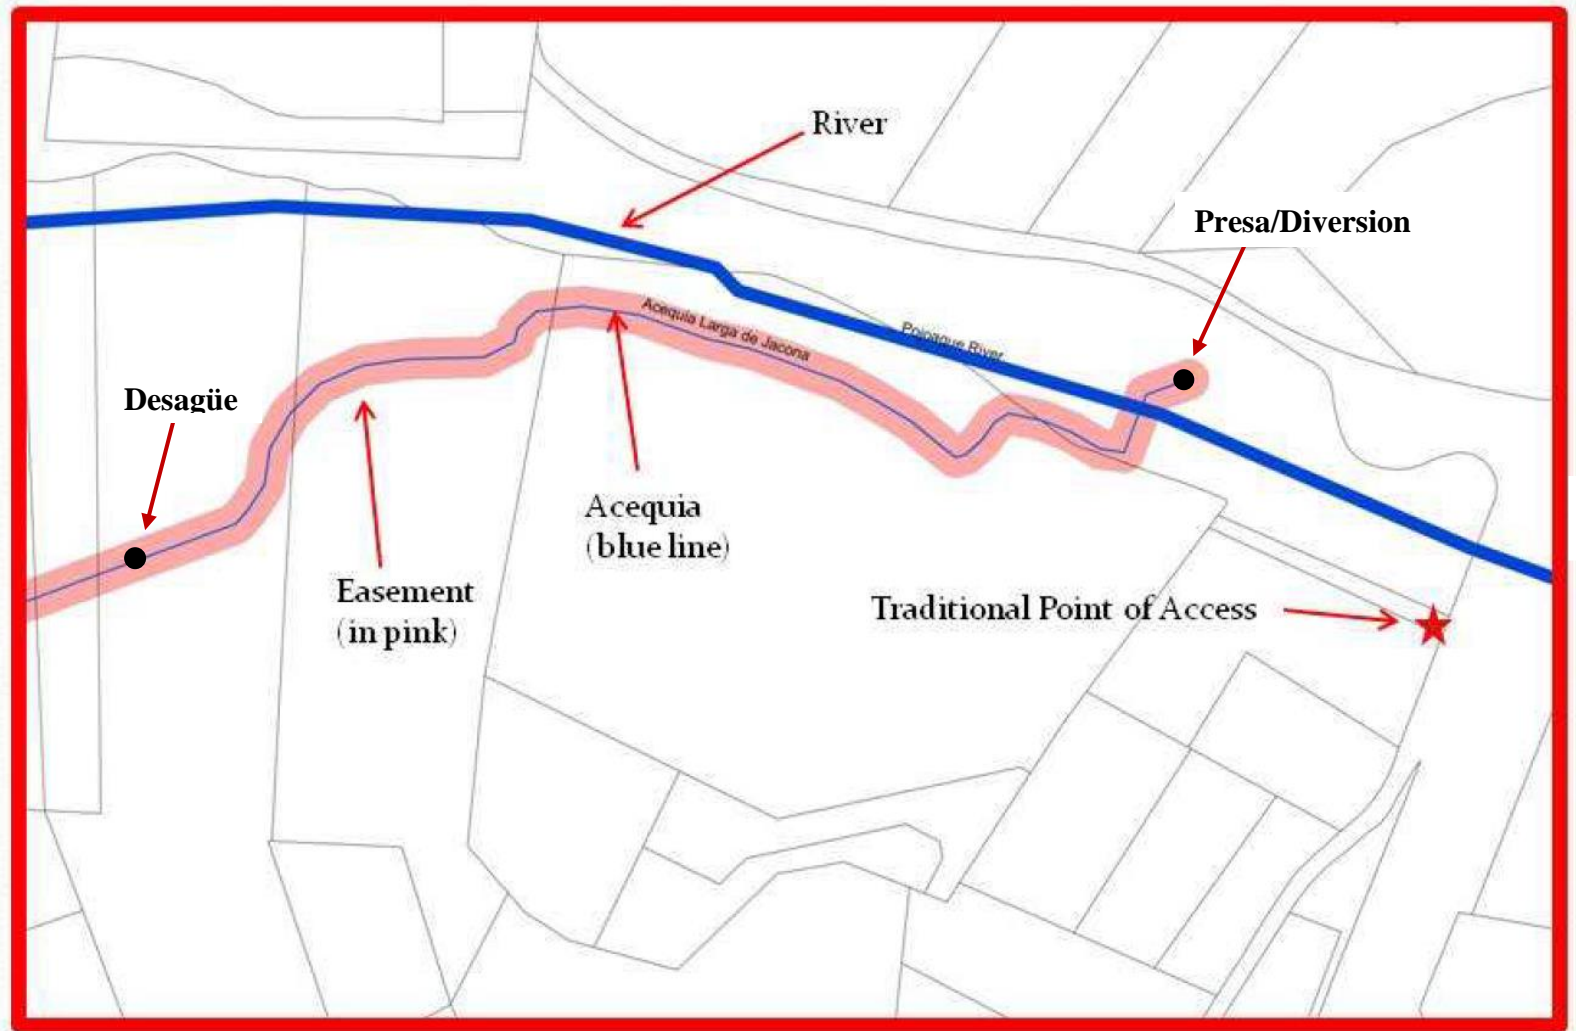 River
Presa/Diversion
Acequia Larga de Jacona
Pojoaque River
Desagüe
Acequia
(blue line)
Easement
(in pink)
Traditional Point of Access